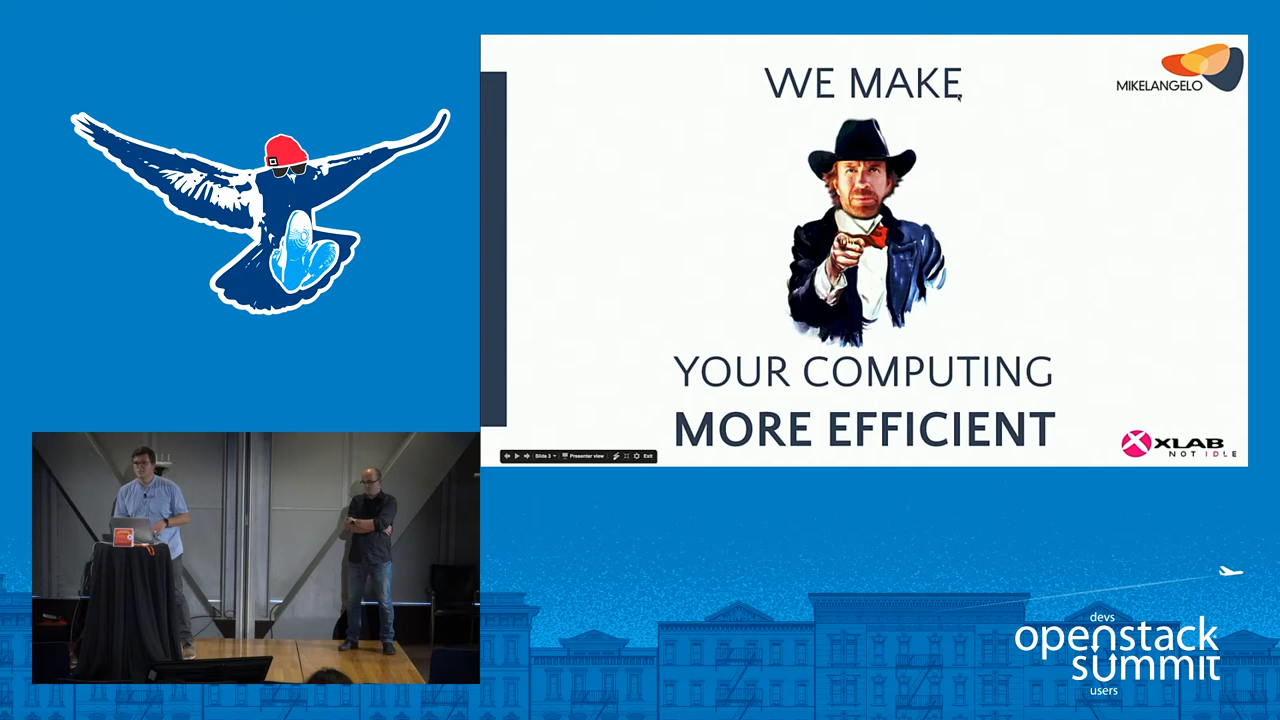 WE MAKE
MIKELANGELO
YOUR COMPUTING
MORE EFFICIENT
XLAB
NOT IDLE
Slide 3
Presenter view
Exit
devs
openstack
summit
users